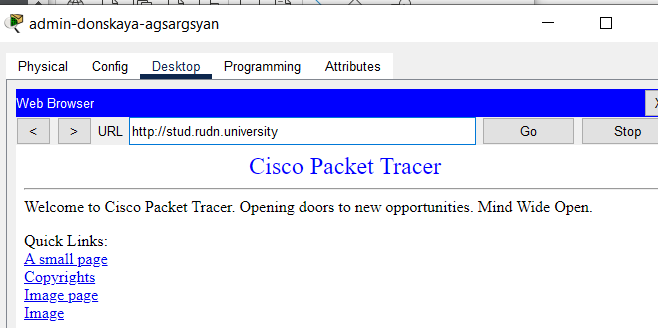 admin-donskaya-agsargsyan
Physical Config Desktop Programming Attributes
Web Browser X
< > URL http://stud.rudn.university Go Stop
Cisco Packet Tracer
Welcome to Cisco Packet Tracer. Opening doors to new opportunities. Mind Wide Open.
Quick Links:
A small page
Copyrights
Image page
Image